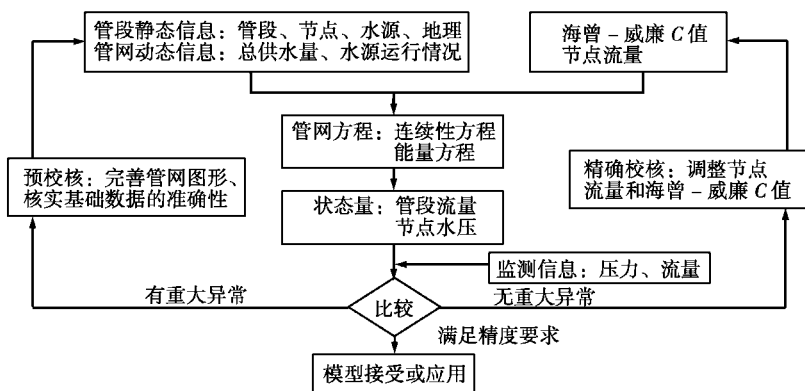 管段静态信息：管段、节点、水源、地理
管网动态信息：总供水量、水源运行情况
海曾－威廉 C 值
节点流量
管网方程：连续性方程
能量方程
预校核：完善管网图形、
核实基础数据的准确性
精确校核：调整节点
流量和海曾－威廉 C 值
状态量：管段流量
节点水压
监测信息：压力、流量
有重大异常
比较
无重大异常
满足精度要求
模型接受或应用